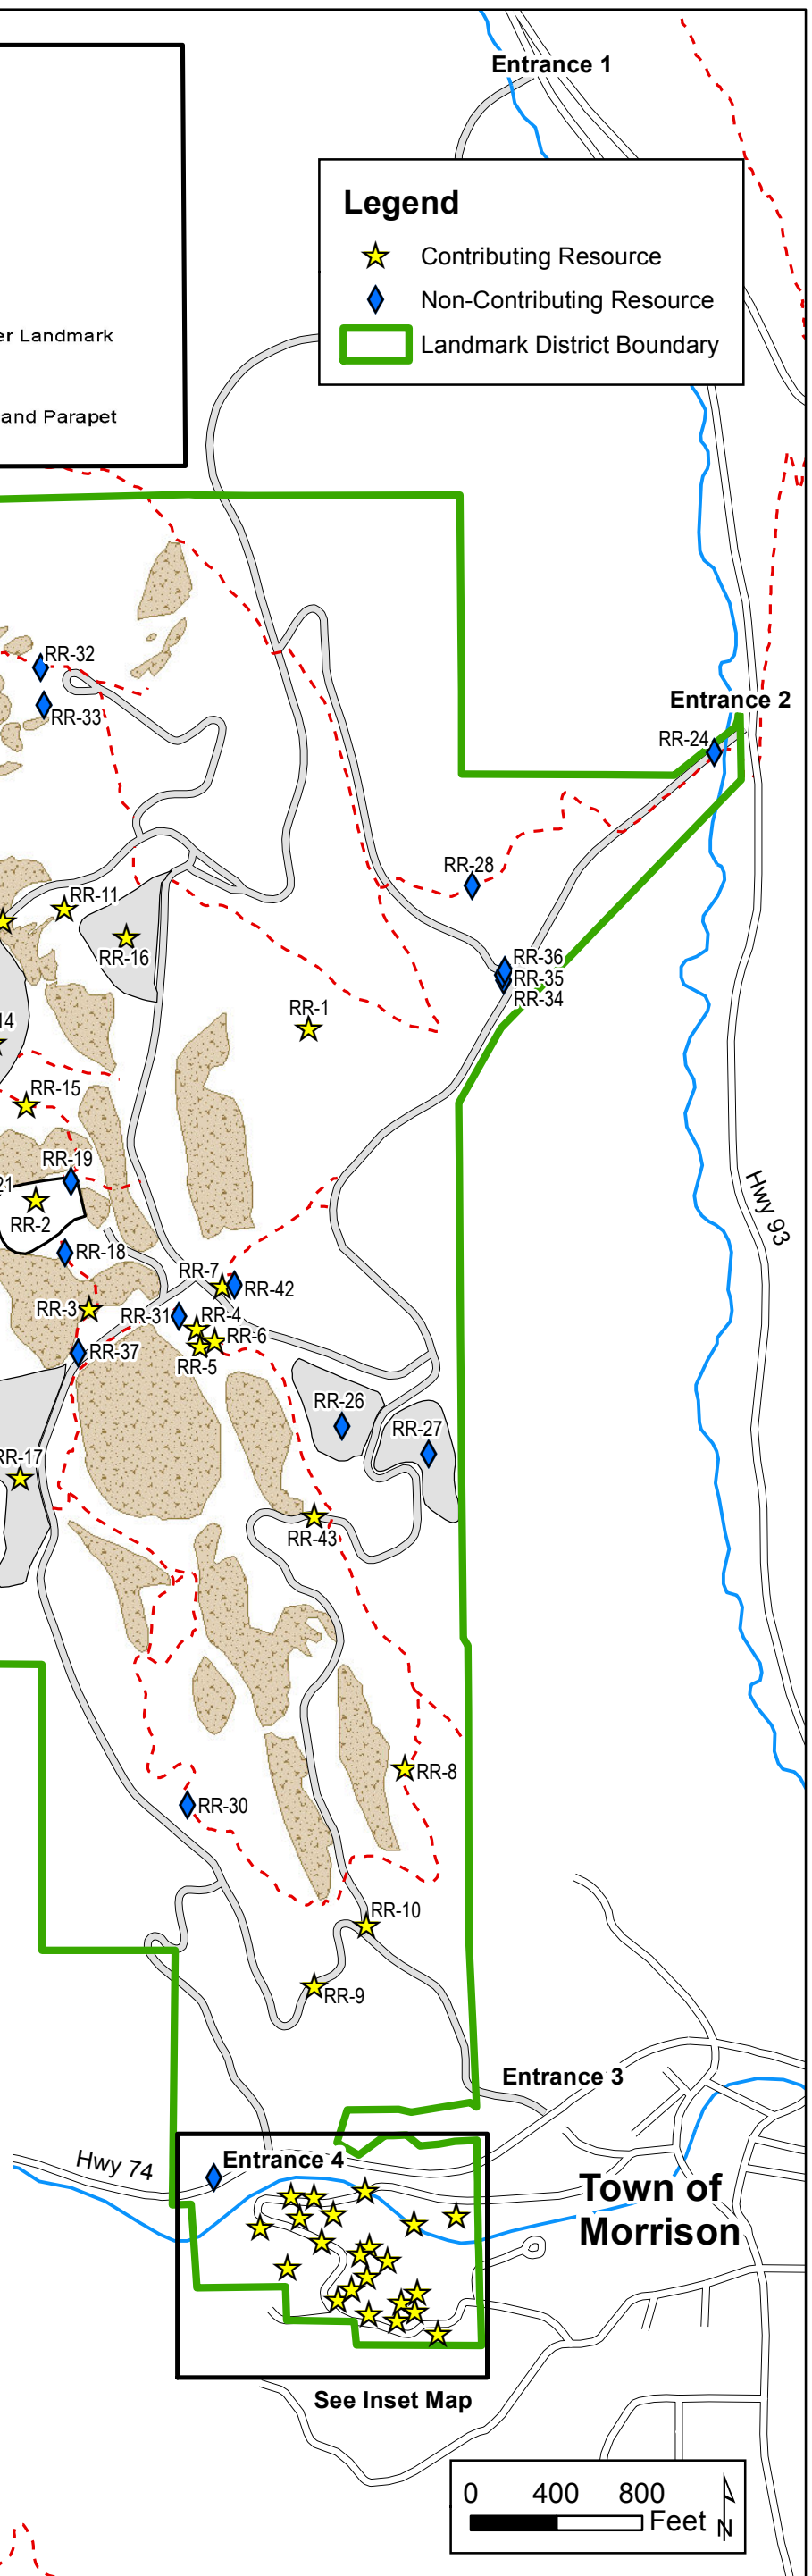 Entrance 1
Legend
Contributing Resource
Non-Contributing Resource
Landmark District Boundary
er Landmark
and Parapet
RR-32
RR-33
Entrance 2
RR-24
RR-28
RR-11
RR-16
RR-36
RR-35
RR-34
RR-1
14
RR-15
RR-19
21
RR-2
Hwy 93
RR-18
RR-7
RR-42
RR-3
RR-31
RR-4
RR-6
RR-37
RR-5
RR-26
RR-27
RR-17
RR-43
RR-8
RR-30
RR-10
RR-9
Entrance 3
Hwy 74
Entrance 4
Town of
Morrison
See Inset Map
0 400 800
Feet
N